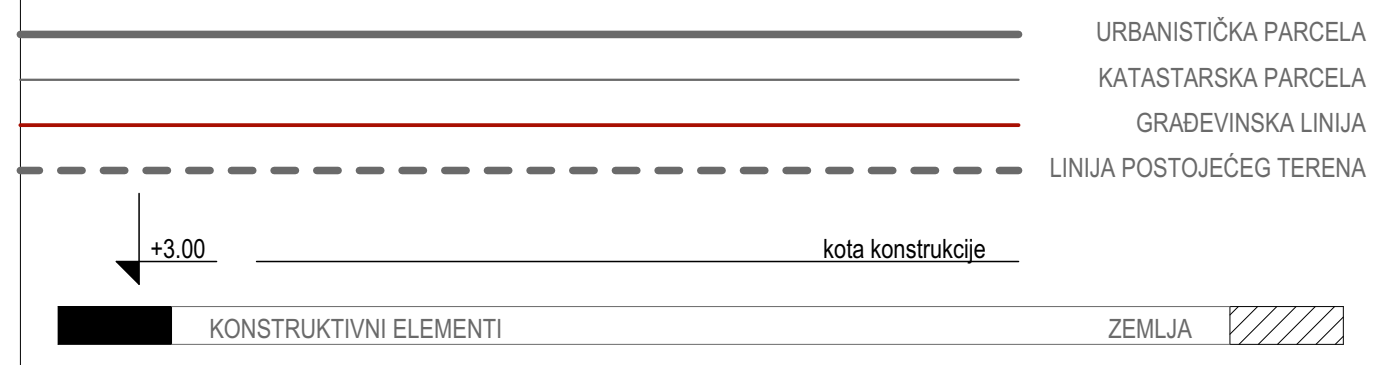 URBANISTIČKA PARCELA
KATASTARSKA PARCELA
GRAĐEVINSKA LINIJA
LINIJA POSTOJEĆEG TERENA
+3.00 kota konstrukcije
KONSTRUKTIVNI ELEMENTI ZEMLJA